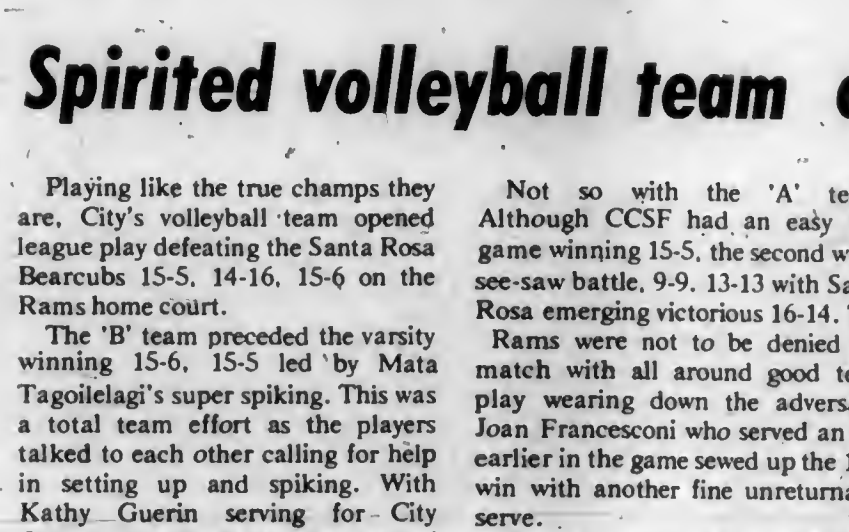 Spirited volleyball team
Playing like the true champs they
are, City's volleyball team opened
league play defeating the Santa Rosa
Bearcubs 15-5, 14-16, 15-6 on the
Rams home court.
The 'B' team preceded the varsity
winning 15-6, 15-5 led by Mata
Tagoilelagi's super spiking. This was
a total team effort as the players
talked to each other calling for help
in setting up and spiking. With
Kathy Guerin serving for City
Not so with the 'A' te
Although CCSF had an easy
game winning 15-5, the second w
see-saw battle, 9-9, 13-13 with Sa
Rosa emerging victorious 16-14.
Rams were not to be denied
match with all around good te
play wearing down the advers
Joan Francesconi who served an
earlier in the game sewed up the 1
win with another fine unreturna
serve.